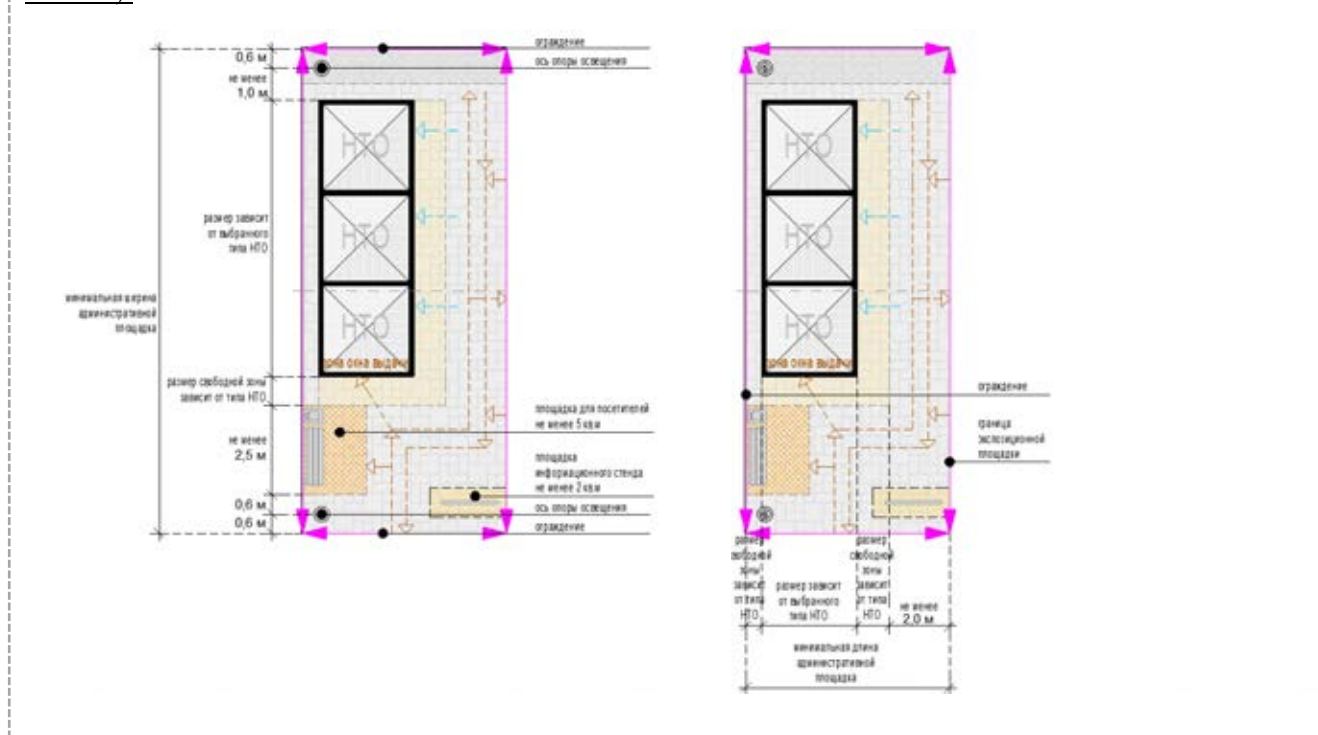 ограждение
0,6 м
ось опоры освещения
не менее
1,0 м
НТО
НТО
размер зависит
от выбранного
типа НТО
НТО
минимальная ширина
административной
площадка
зона окна выдачи
размер свободной зоны
зависит от типа НТО
площадка для посетителей
не менее 5 кв.м
не менее
2,5 м
площадка
информационного стенда
не менее 2 кв.м
0,6 м
ось опоры освещения
0,6 м
ограждение
НТО
НТО
НТО
зона окна выдачи
ограждение
граница
экспозиционной
площадки
размер
свободной
зоны
зависит
от типа
НТО
размер зависит
от выбранного
типа НТО
размер
свободной
зоны
зависит
от типа
НТО
не менее
2,0 м
минимальная длина
административной
площадка